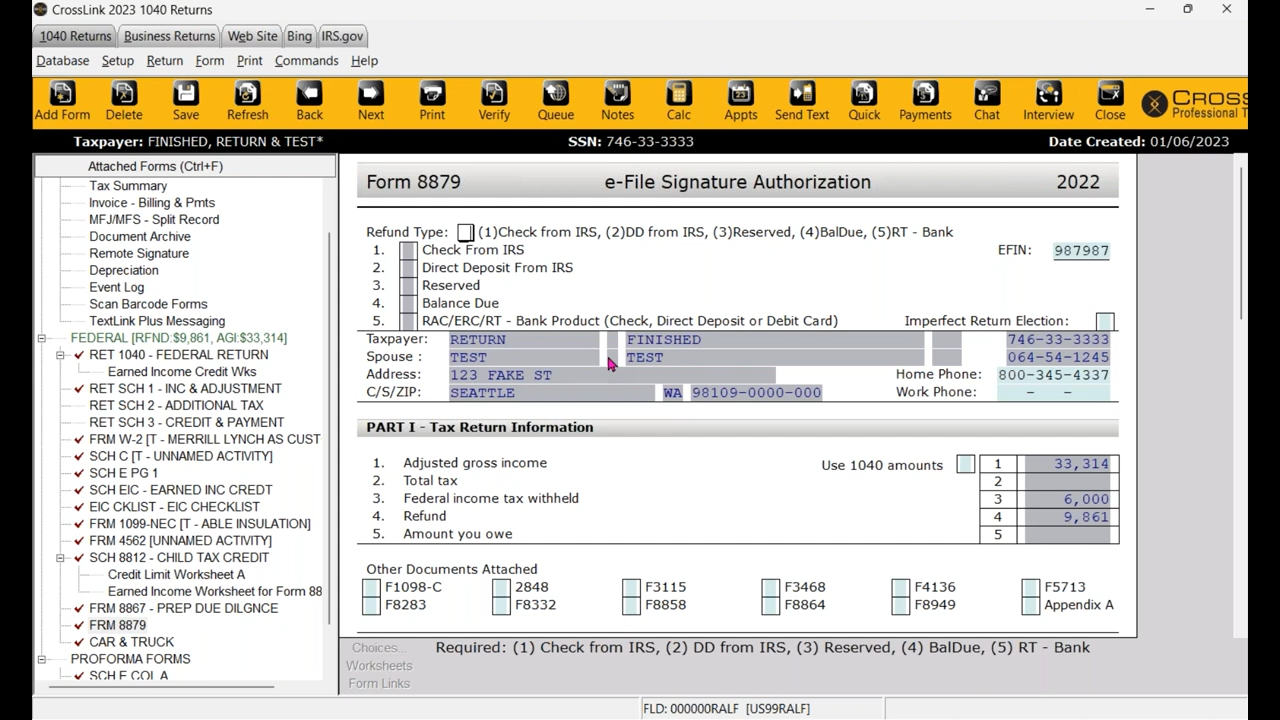 CrossLink 2023 1040 Returns
1040 Returns Business Returns Web Site Bing IRS.gov
Database Setup Return Form Print Commands Help
Add Form Delete Save Refresh Back Next Print Verify Queue Notes Calc Appts Send Text Quick Payments Chat Interview Close
CROSS
Professional T
Taxpayer: FINISHED, RETURN & TEST* SSN: 746-33-3333 Date Created: 01/06/2023
Attached Forms (Ctrl+F)
Tax Summary
Invoice - Billing & Pmts
MFJ/MFS - Split Record
Document Archive
Remote Signature
Depreciation
Event Log
Scan Barcode Forms
TextLink Plus Messaging
FEDERAL [RFND:$9,861, AGI:$33,314]
RET 1040 - FEDERAL RETURN
Earned Income Credit Wks
RET SCH 1 - INC & ADJUSTMENT
RET SCH 2 - ADDITIONAL TAX
RET SCH 3 - CREDIT & PAYMENT
FRM W-2 [T - MERRILL LYNCH AS CUST
SCH C [T - UNNAMED ACTIVITY]
SCH E PG 1
SCH EIC - EARNED INC CREDT
EIC CKLIST - EIC CHECKLIST
FRM 1099-NEC [T - ABLE INSULATION]
FRM 4562 [UNNAMED ACTIVITY]
SCH 8812 - CHILD TAX CREDIT
Credit Limit Worksheet A
Earned Income Worksheet for Form 88
FRM 8867 - PREP DUE DILGNCE
FRM 8879
CAR & TRUCK
PROFORMA FORMS
SCH E COL A
Form 8879 e-File Signature Authorization 2022
Refund Type: (1)Check from IRS, (2)DD from IRS, (3)Reserved, (4)BalDue, (5)RT - Bank
1. Check From IRS EFIN: 987987
2. Direct Deposit From IRS
3. Reserved
4. Balance Due
5. RAC/ERC/RT - Bank Product (Check, Direct Deposit or Debit Card) Imperfect Return Election:
Taxpayer: RETURN FINISHED 746-33-3333
Spouse : TEST TEST 064-54-1245
Address: 123 FAKE ST Home Phone: 800-345-4337
C/S/ZIP: SEATTLE WA 98109-0000-000 Work Phone: - -
PART I - Tax Return Information
1. Adjusted gross income Use 1040 amounts 1 33,314
2. Total tax 2
3. Federal income tax withheld 3 6,000
4. Refund 4 9,861
5. Amount you owe 5
Other Documents Attached
F1098-C 2848 F3115 F3468 F4136 F5713
F8283 F8332 F8858 F8864 F8949 Appendix A
Choices... Required: (1) Check from IRS, (2) DD from IRS, (3) Reserved, (4) BalDue, (5) RT - Bank
Worksheets
Form Links
FLD: 000000RALF [US99RALF]